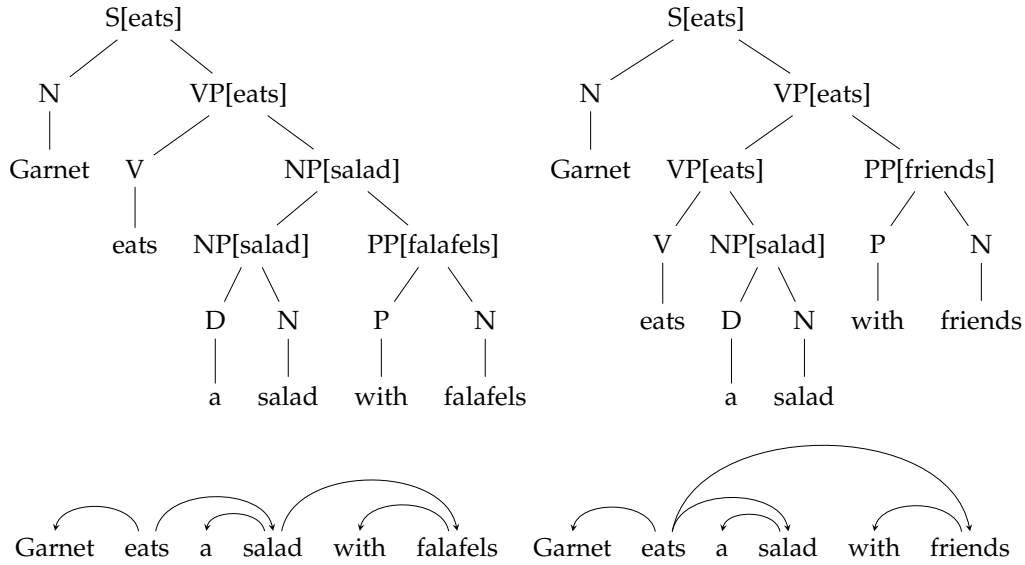 S[eats] S[eats]
N VP[eats] N VP[eats]
Garnet V NP[salad] Garnet VP[eats] PP[friends]
eats NP[salad] PP[falafels] V NP[salad] P N
D N P N eats D N with friends
a salad with falafels a salad
Garnet eats a salad with falafels Garnet eats a salad with friends